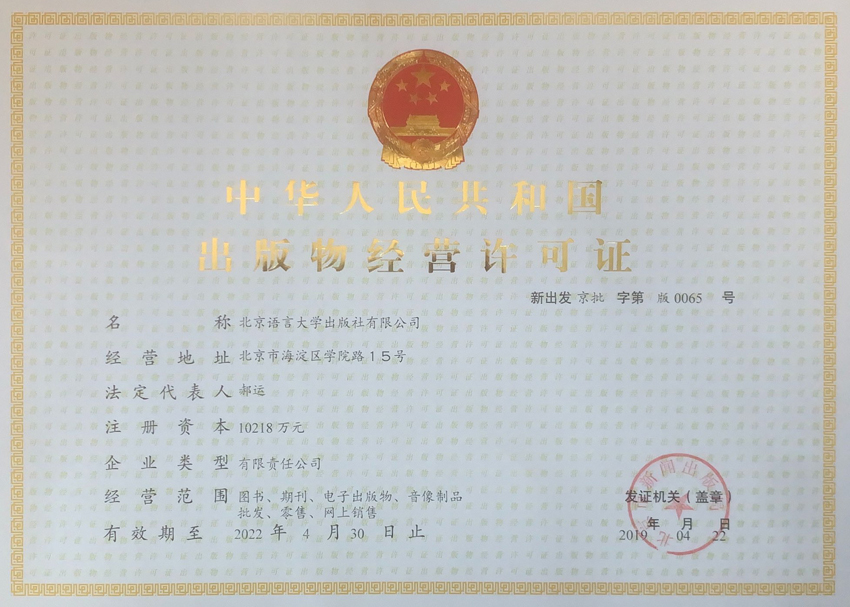 中华人民共和国
出版物经营许可证
新出发 京批 字第 版0065 号
名称 北京语言大学出版社有限公司
经营地址 北京市海淀区学院路15号
法定代表人 郝运
注册资本 10218万元
企业类型 有限责任公司
经营范围 图书、期刊、电子出版物、音像制品
批发、零售、网上销售
有效期至 2022 年 4 月 30 日止
发证机关（盖章）
年 月 日
2019 04 22